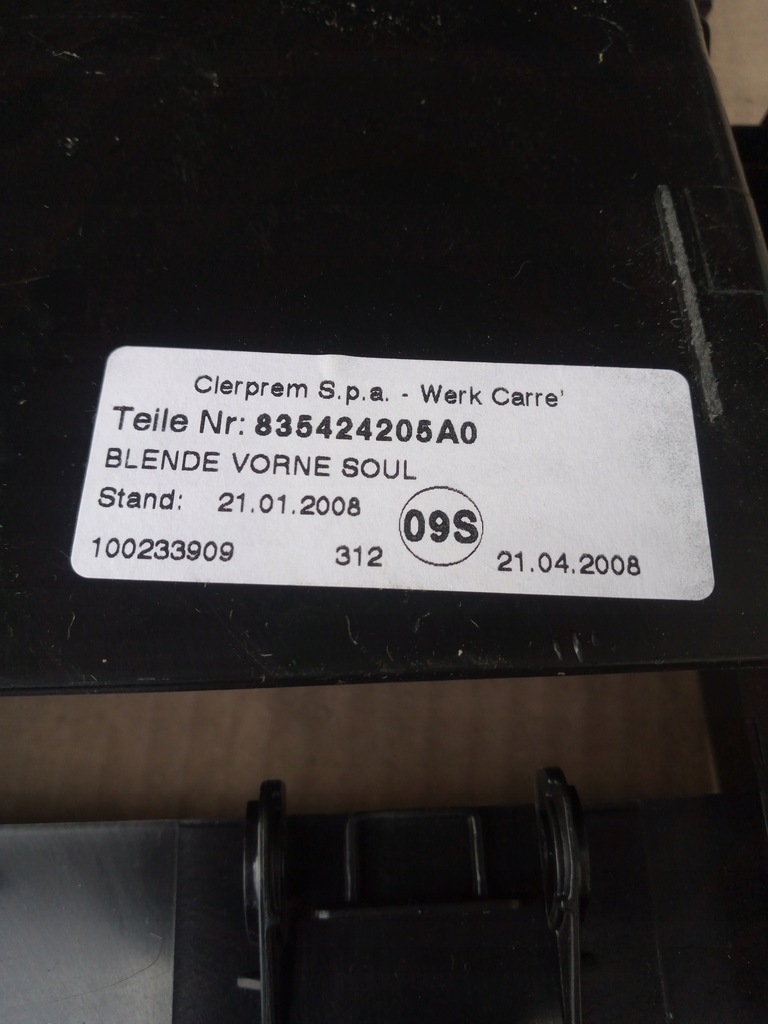 Clerprem S.p.a. - Werk Carre'
Teile Nr: 835424205A0
BLENDE VORNE SOUL
Stand: 21.01.2008
09S
100233909 312 21.04.2008